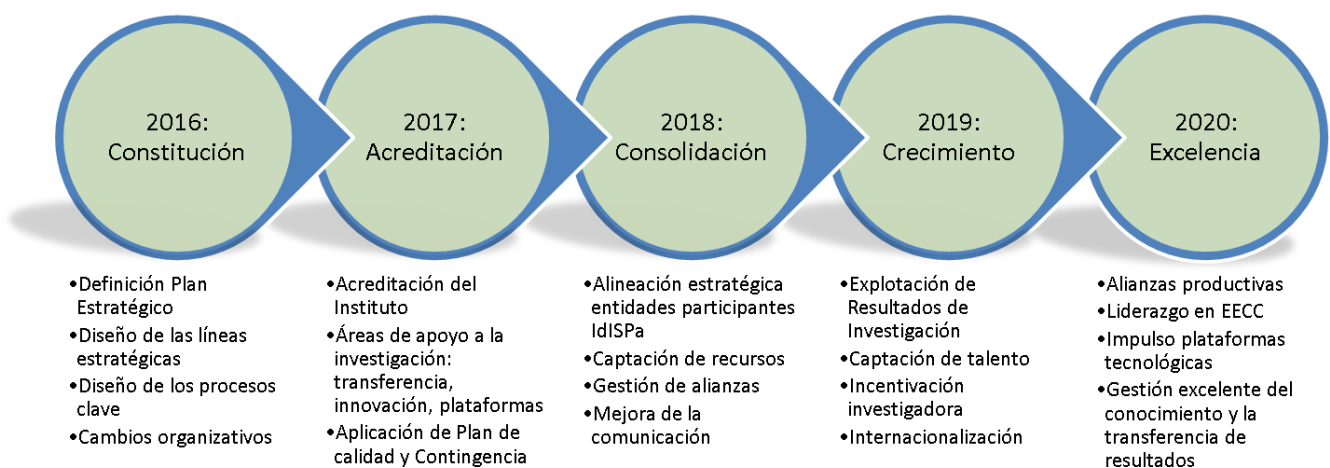 2016:
Constitución
2017:
Acreditación
2018:
Consolidación
2019:
Crecimiento
2020:
Excelencia
•Definición Plan
Estratégico
•Diseño de las líneas
estratégicas
•Diseño de los procesos
clave
•Cambios organizativos
•Acreditación del
Instituto
•Áreas de apoyo a la
investigación:
transferencia,
innovación, plataformas
•Aplicación de Plan de
calidad y Contingencia
•Alineación estratégica
entidades participantes
IdISPa
•Captación de recursos
•Gestión de alianzas
•Mejora de la
comunicación
•Explotación de
Resultados de
Investigación
•Captación de talento
•Incentivación
investigadora
•Internacionalización
•Alianzas productivas
•Liderazgo en EECC
•Impulso plataformas
tecnológicas
•Gestión excelente del
conocimiento y la
transferencia de
resultados